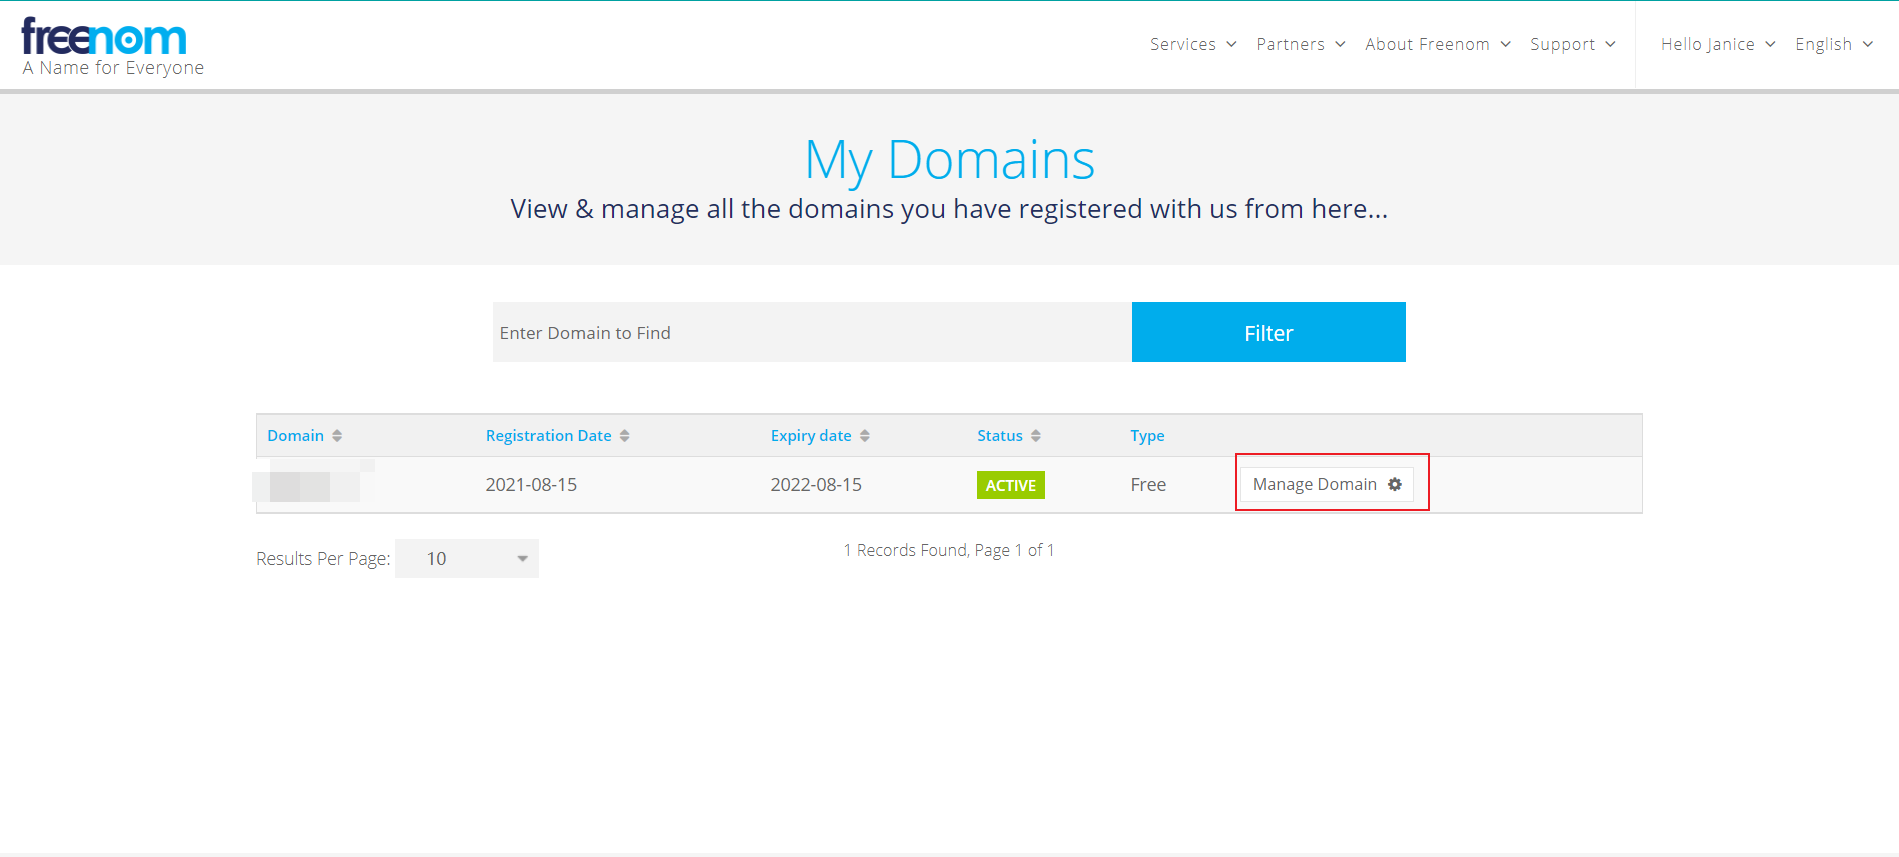 freenom
A Name for Everyone
Services Partners About Freenom Support Hello Janice English
My Domains
View & manage all the domains you have registered with us from here...
Enter Domain to Find Filter
Domain Registration Date Expiry date Status Type
2021-08-15 2022-08-15 ACTIVE Free Manage Domain
Results Per Page: 10 1 Records Found, Page 1 of 1